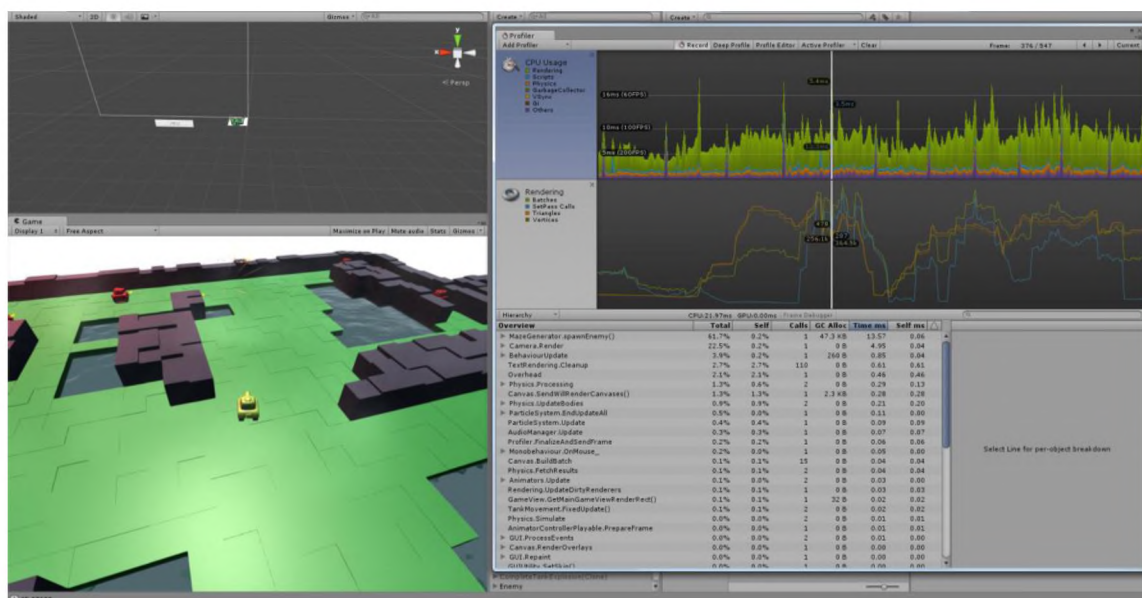 Shaded 2D Gizmos All
Persp
Game
Display 1 Free Aspect Maximize on Play Mute audio Stats Gizmos
Create Create
Profiler
Add Profiler Record Deep Profile Profile Editor Active Profiler Clear Frame: 376 / 547 Current
CPU Usage
Rendering
Scripts
Physics
GarbageCollector
VSync
Gi
Others
16ms (60FPS)
10ms (100FPS)
5ms (200FPS)
Rendering
Batches
SetPass Calls
Triangles
Vertices
Hierarchy CPU:21.97ms GPU:0.00ms Frame Debugger
Overview Total Self Calls GC Alloc Time ms Self ms
MazeGenerator.spawnEnemy() 61.7% 0.2% 1 47.3 KB 13.57 0.06
Camera.Render 22.5% 0.2% 1 0 B 4.95 0.04
BehaviourUpdate 3.9% 0.2% 1 260 B 0.85 0.04
TextRendering.Cleanup 2.7% 2.7% 110 0 B 0.61 0.61
Overhead 2.1% 2.1% 1 0 B 0.46 0.46
Physics.Processing 1.3% 0.6% 2 0 B 0.29 0.13
Canvas.SendWillRenderCanvases() 1.3% 1.3% 1 2.3 KB 0.28 0.28
Physics.UpdateBodies 0.9% 0.9% 2 0 B 0.21 0.20
ParticleSystem.EndUpdateAll 0.5% 0.0% 1 0 B 0.11 0.00
ParticleSystem.Update 0.4% 0.4% 1 0 B 0.09 0.09
AudioManager.Update 0.3% 0.3% 1 0 B 0.07 0.07
Profiler.FinalizeAndSendFrame 0.2% 0.2% 1 0 B 0.06 0.06
Monobehaviour.OnMouse_ 0.2% 0.0% 1 0 B 0.05 0.00
Canvas.BuildBatch 0.1% 0.1% 15 0 B 0.04 0.04
Physics.FetchResults 0.1% 0.1% 2 0 B 0.04 0.04
Animators.Update 0.1% 0.0% 2 0 B 0.03 0.00
Rendering.UpdateDirtyRenderers 0.1% 0.1% 1 0 B 0.03 0.03
GameView.GetMainGameViewRenderRect() 0.1% 0.1% 1 32 B 0.02 0.02
TankMovement.FixedUpdate() 0.1% 0.1% 2 0 B 0.02 0.02
Physics.Simulate 0.0% 0.0% 2 0 B 0.01 0.01
AnimatorControllerPlayable.PrepareFrame 0.0% 0.0% 1 0 B 0.01 0.01
GUI.ProcessEvents 0.0% 0.0% 2 0 B 0.01 0.00
Canvas.RenderOverlays 0.0% 0.0% 1 0 B 0.00 0.00
GUI.Repaint 0.0% 0.0% 1 0 B 0.00 0.00
Select Line for per-object breakdown
Enemy